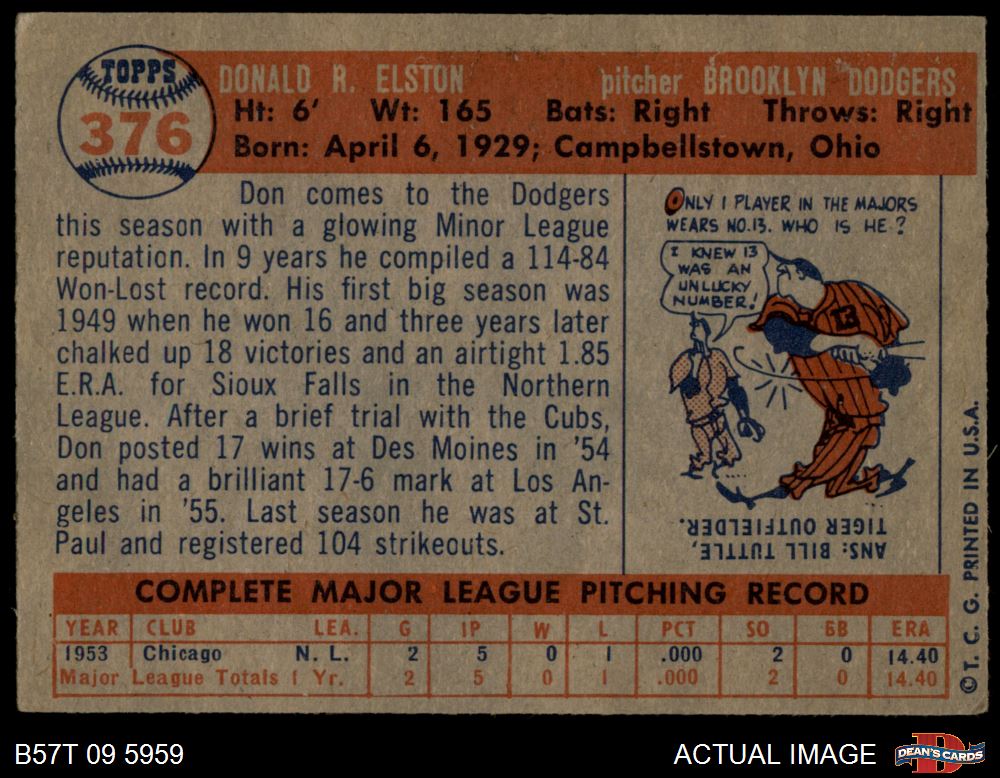 TOPPS
376
DONALD R. ELSTON pitcher BROOKLYN DODGERS
Ht: 6' Wt: 165 Bats: Right Throws: Right
Born: April 6, 1929; Campbellstown, Ohio
Don comes to the Dodgers
this season with a glowing Minor League
reputation. In 9 years he compiled a 114-84
Won-Lost record. His first big season was
1949 when he won 16 and three years later
chalked up 18 victories and an airtight 1.85
E.R.A. for Sioux Falls in the Northern
League. After a brief trial with the Cubs,
Don posted 17 wins at Des Moines in '54
and had a brilliant 17-6 mark at Los An-
geles in '55. Last season he was at St.
Paul and registered 104 strikeouts.
ONLY 1 PLAYER IN THE MAJORS
WEARS NO.13. WHO IS HE?
I KNEW 13
WAS AN
UNLUCKY
NUMBER!
13
ANS: BILL TUTTLE,
TIGER OUTFIELDER.
COMPLETE MAJOR LEAGUE PITCHING RECORD
YEAR CLUB LEA. G IP W L PCT SO BB ERA
1953 Chicago N. L. 2 5 0 1 .000 2 0 14.40
Major League Totals 1 Yr. 2 5 0 1 .000 2 0 14.40
© T. C. G. PRINTED IN U.S.A.
B57T 09 5959
ACTUAL IMAGE
DEAN'S CARDS